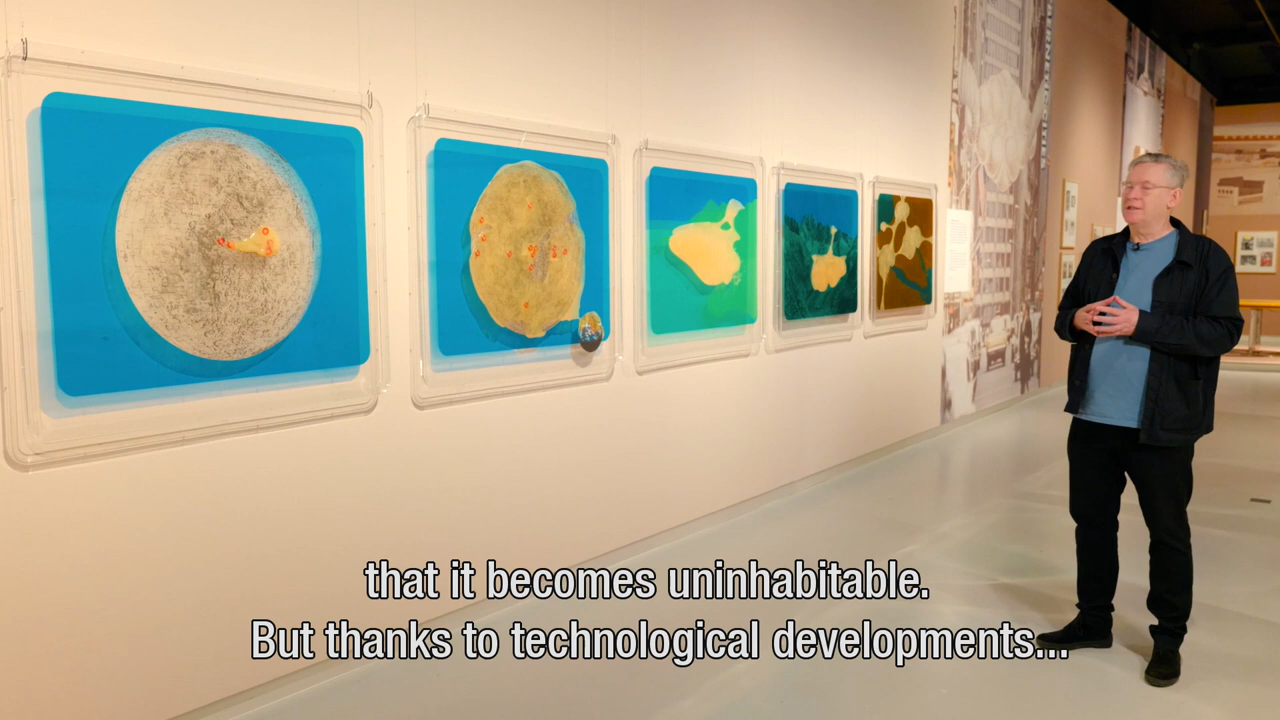 that it becomes uninhabitable.
But thanks to technological developments...